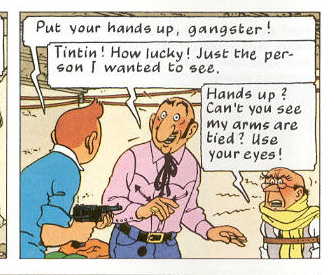 Put your hands up, gangster!
Tintin! How lucky! Just the per-
son I wanted to see.
Hands up?
Can't you see
my arms are
tied? Use
your eyes!